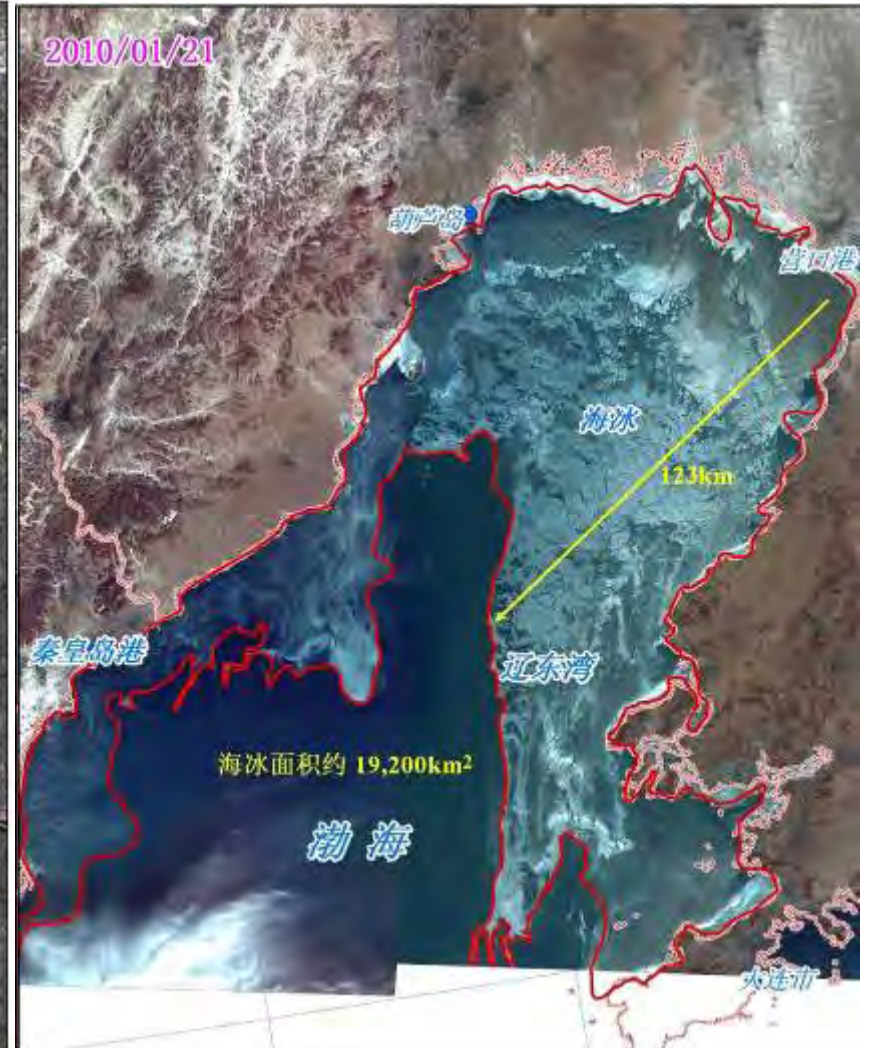 2010/01/21
葫芦岛
营口港
海冰
123km
秦皇岛港
辽东湾
海冰面积约 19,200km²
渤 海
大连市